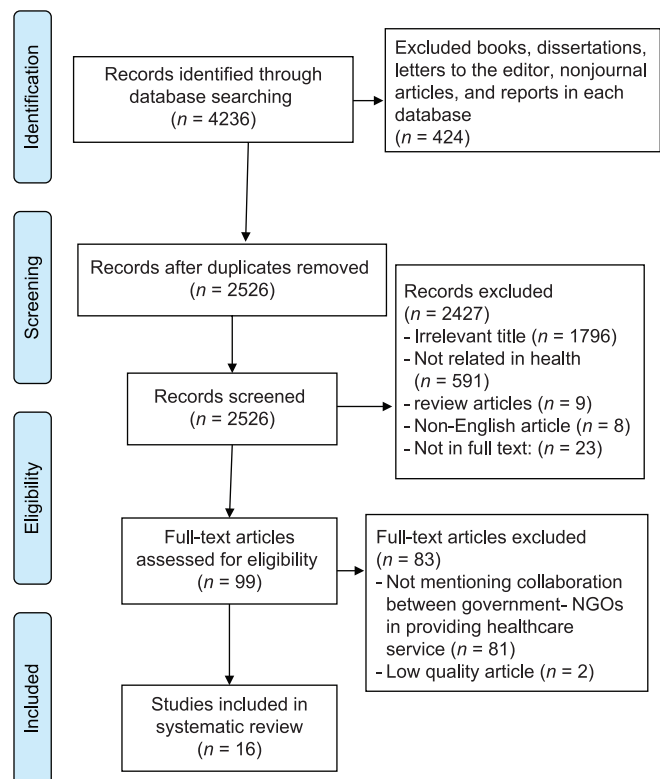 Identification
Records identified through
database searching
(n = 4236)
Excluded books, dissertations,
letters to the editor, nonjournal
articles, and reports in each
database
(n = 424)
Screening
Records after duplicates removed
(n = 2526)
Records screened
(n = 2526)
Records excluded
(n = 2427)
- Irrelevant title (n = 1796)
- Not related in health
(n = 591)
- review articles (n = 9)
- Non-English article (n = 8)
- Not in full text: (n = 23)
Eligibility
Full-text articles
assessed for eligibility
(n = 99)
Full-text articles excluded
(n = 83)
- Not mentioning collaboration
between government- NGOs
in providing healthcare
service (n = 81)
- Low quality article (n = 2)
Included
Studies included in
systematic review
(n = 16)